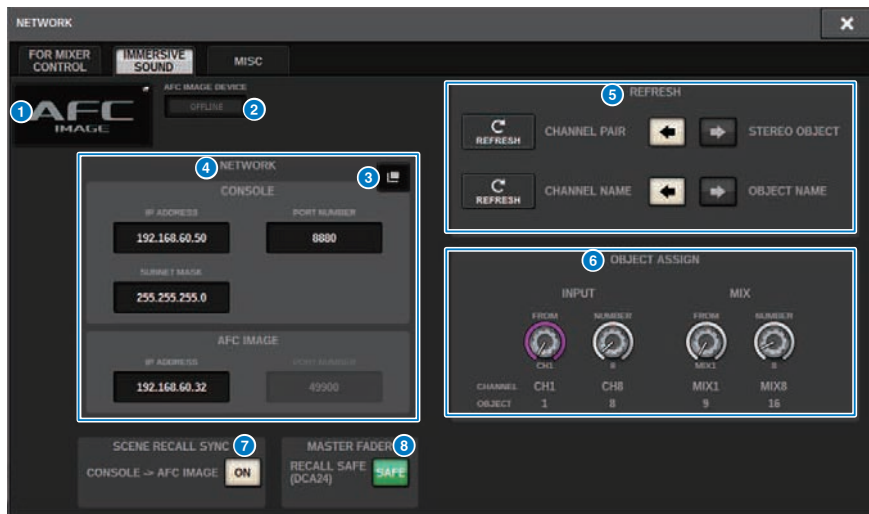 NETWORK
×
FOR MIXER CONTROL
IMMERSIVE SOUND
MISC
1
AFC IMAGE
AFC IMAGE DEVICE
OFFLINE
2
4
NETWORK
3
CONSOLE
IP ADDRESS
PORT NUMBER
192.168.60.50
8880
SUBNET MASK
255.255.255.0
AFC IMAGE
IP ADDRESS
PORT NUMBER
192.168.60.32
49900
SCENE RECALL SYNC
7
CONSOLE -> AFC IMAGE
ON
MASTER FADER
8
RECALL SAFE (DCA24)
SAFE
5
REFRESH
REFRESH
CHANNEL PAIR
STEREO OBJECT
REFRESH
CHANNEL NAME
OBJECT NAME
6
OBJECT ASSIGN
INPUT
MIX
FROM
NUMBER
FROM
NUMBER
CH1
8
MIX1
8
CHANNEL
CH1
CH8
MIX1
MIX8
OBJECT
1
8
9
16